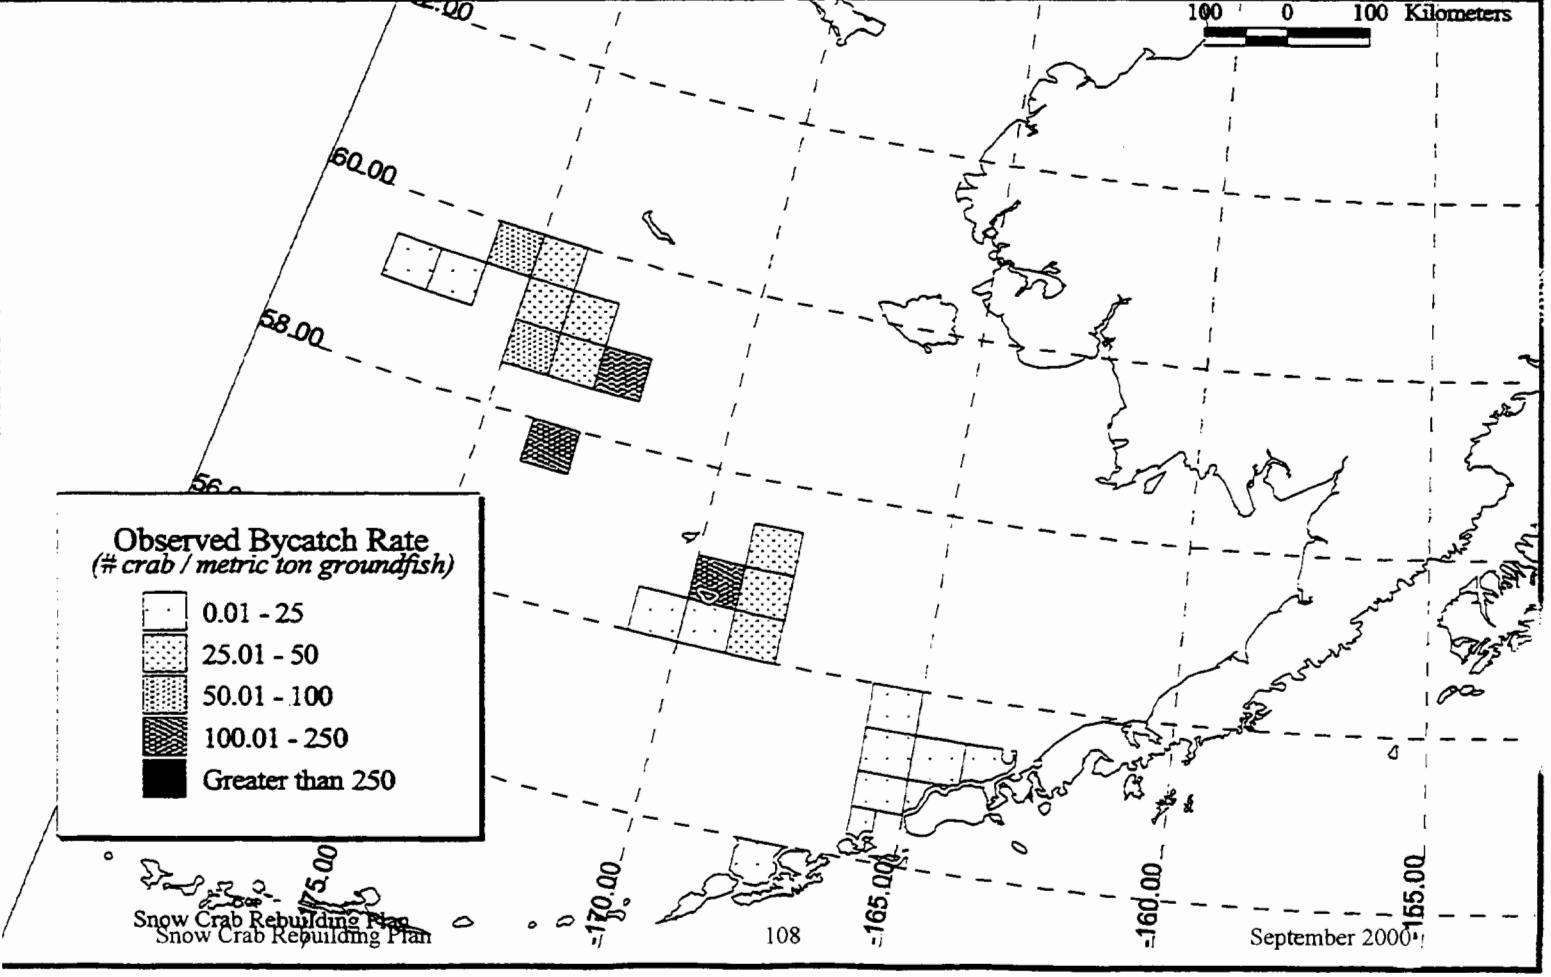 100 0 100 Kilometers
60.00
58.00
Observed Bycatch Rate
(# crab / metric ton groundfish)
0.01 - 25
25.01 - 50
50.01 - 100
100.01 - 250
Greater than 250
-170.00
-165.00
-160.00
-155.00
Snow Crab Rebuilding Plan
Snow Crab Rebuilding Plan
108
September 2000